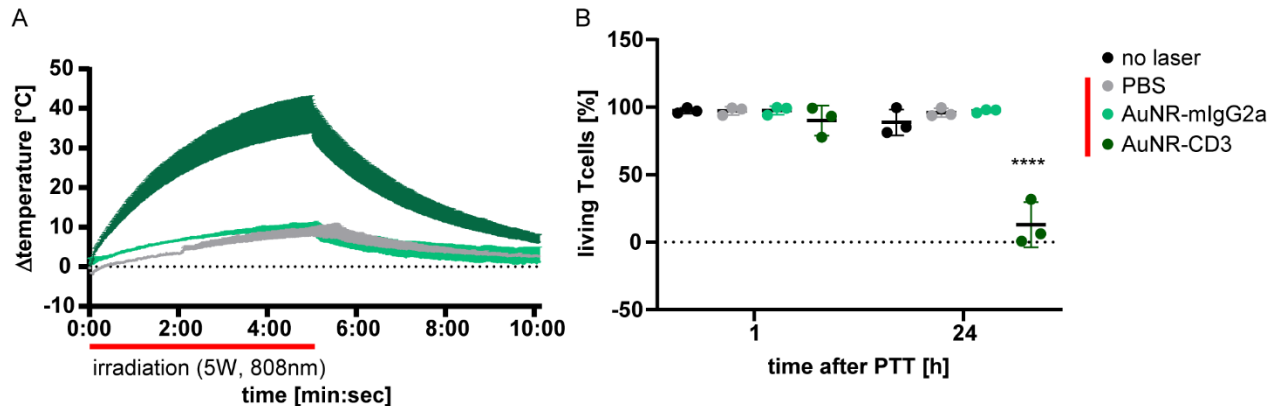 A
Δtemperature [°C]
50
40
30
20
10
0
-10
0:00 2:00 4:00 6:00 8:00 10:00
irradiation (5W, 808nm)
time [min:sec]
B
living Tcells [%]
150
100
50
0
-50
****
1 24
time after PTT [h]
no laser
PBS
AuNR-mIgG2a
AuNR-CD3